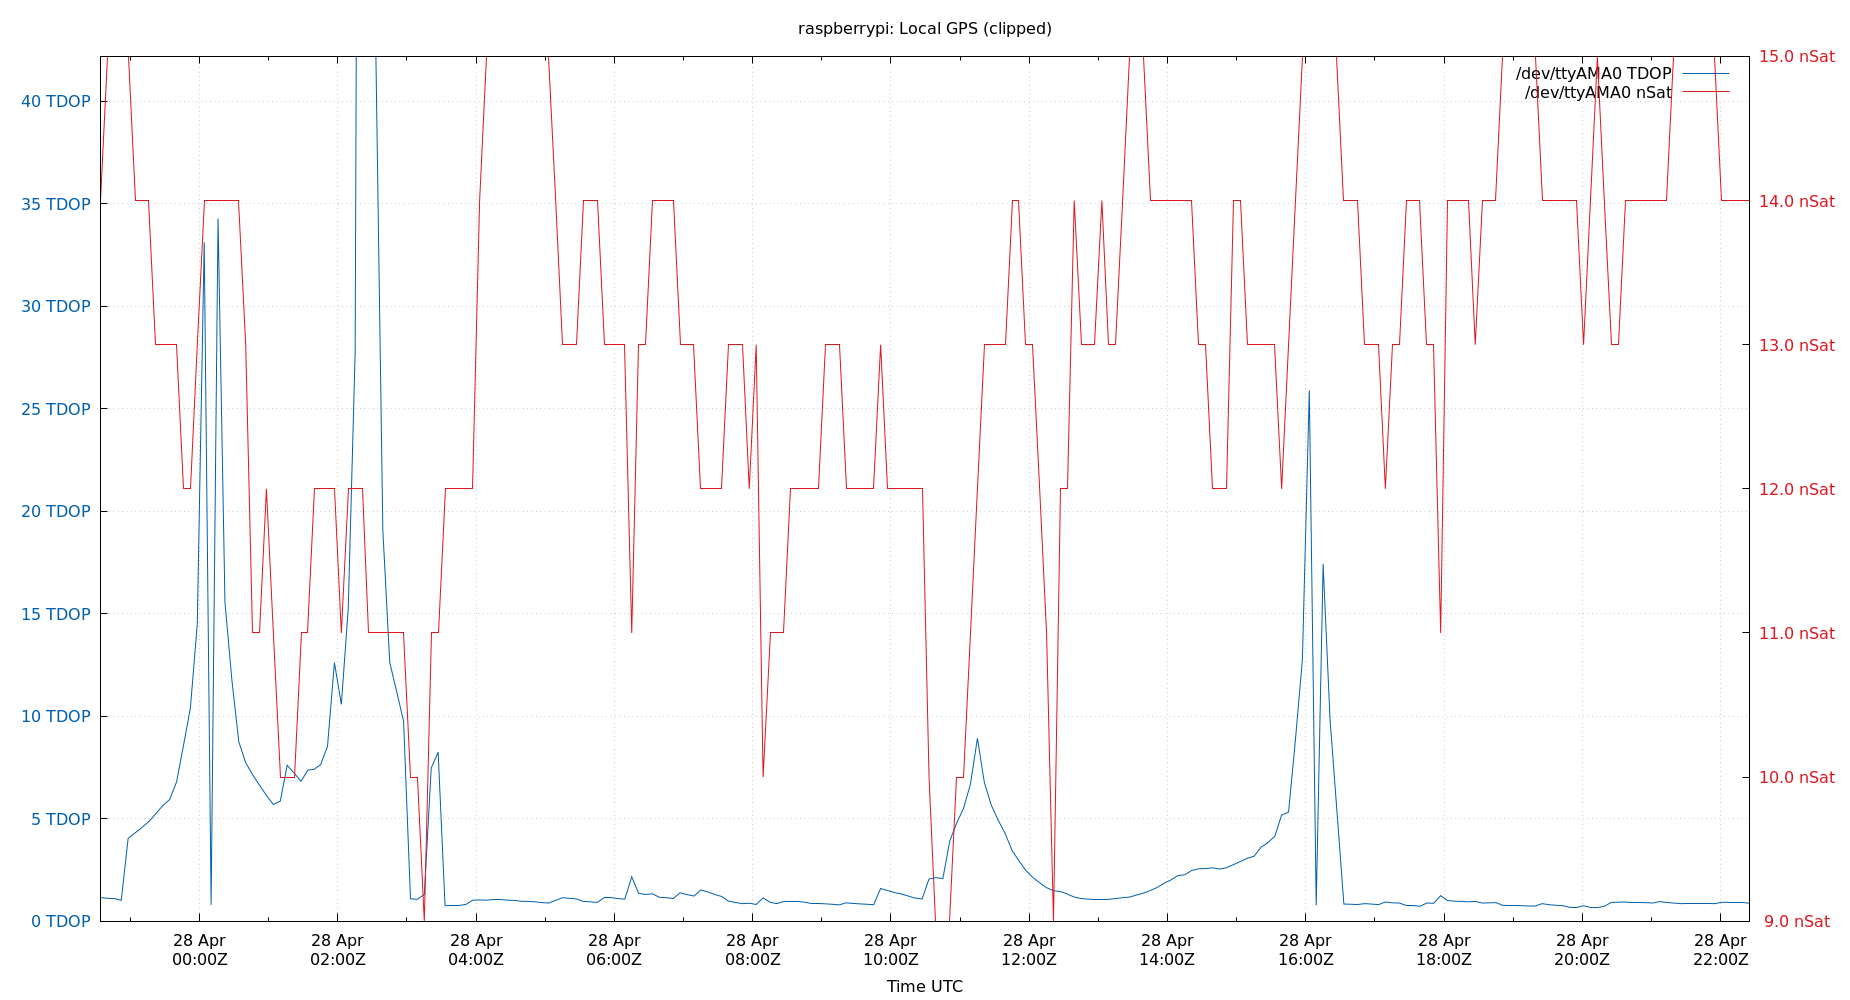 raspberrypi: Local GPS (clipped)
/dev/ttyAMA0 TDOP
/dev/ttyAMA0 nSat
40 TDOP
35 TDOP
30 TDOP
25 TDOP
20 TDOP
15 TDOP
10 TDOP
5 TDOP
0 TDOP
15.0 nSat
14.0 nSat
13.0 nSat
12.0 nSat
11.0 nSat
10.0 nSat
9.0 nSat
28 Apr
00:00Z
28 Apr
02:00Z
28 Apr
04:00Z
28 Apr
06:00Z
28 Apr
08:00Z
28 Apr
10:00Z
28 Apr
12:00Z
28 Apr
14:00Z
28 Apr
16:00Z
28 Apr
18:00Z
28 Apr
20:00Z
28 Apr
22:00Z
Time UTC